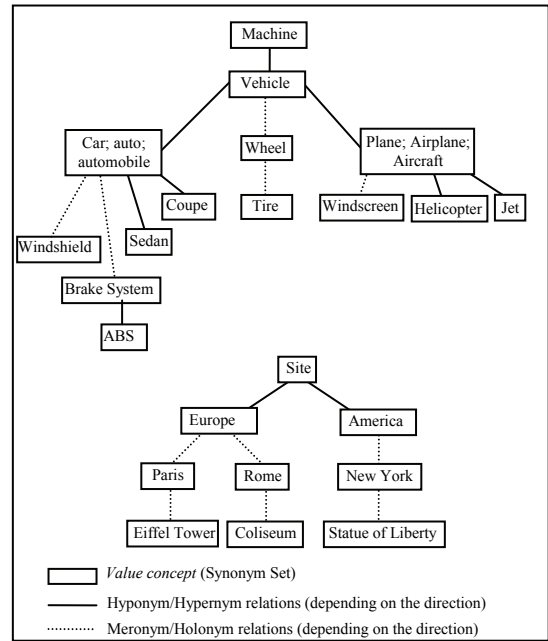 Machine
Vehicle
Car; auto;
automobile
Wheel
Plane; Airplane;
Aircraft
Coupe
Tire
Windscreen
Helicopter
Jet
Windshield
Sedan
Brake System
ABS
Site
Europe
America
Paris
Rome
New York
Eiffel Tower
Coliseum
Statue of Liberty
Value concept (Synonym Set)
Hyponym/Hypernym relations (depending on the direction)
Meronym/Holonym relations (depending on the direction)